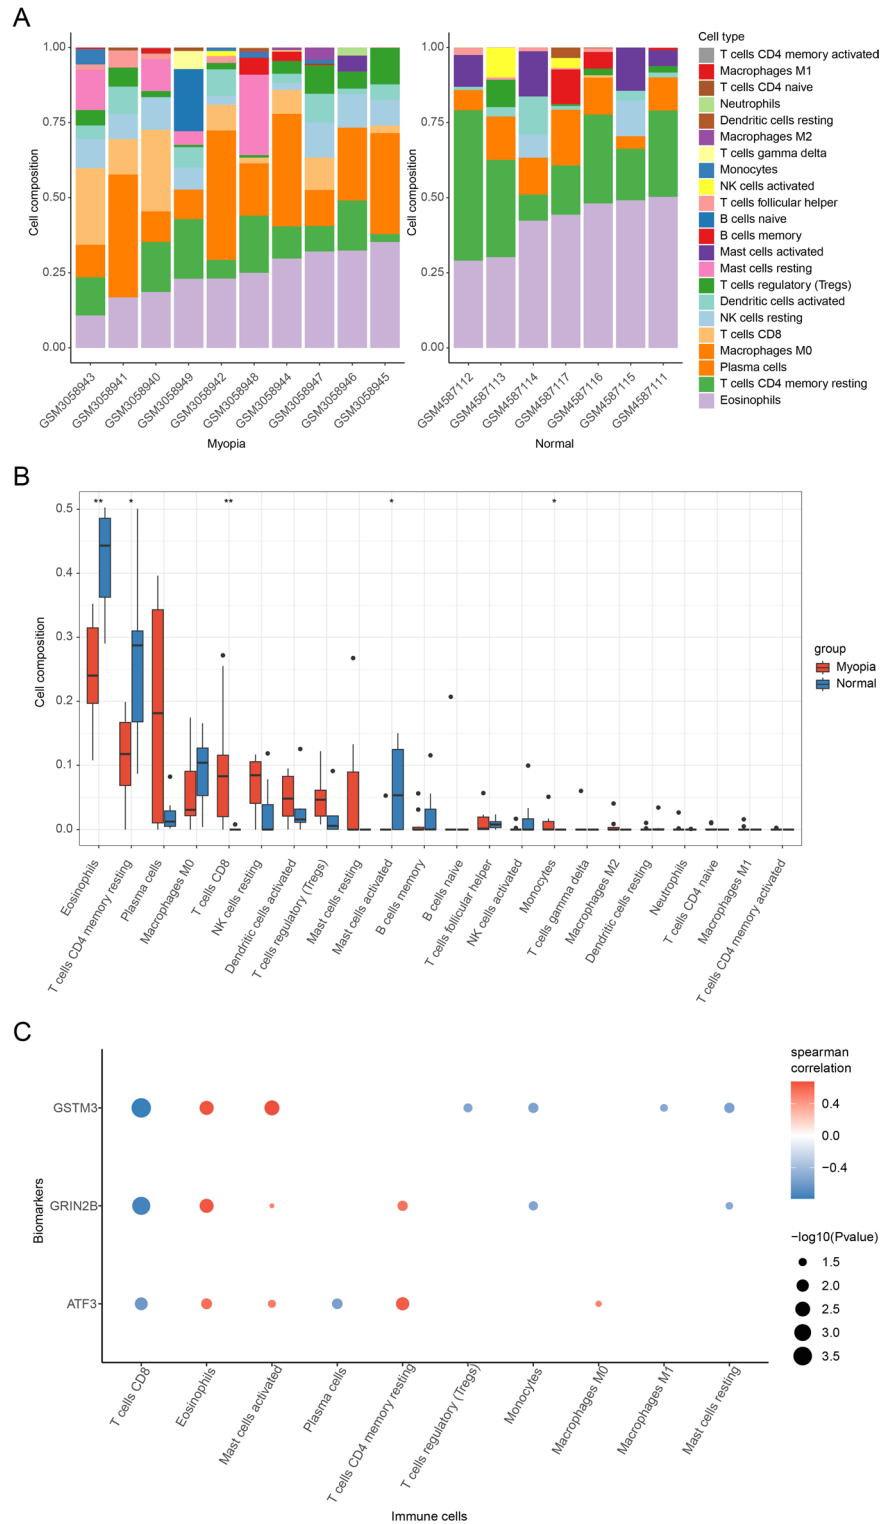 A
Cell composition
1.00
0.75
0.50
0.25
0.00
GSM3058943
GSM3058941
GSM3058940
GSM3058949
GSM3058942
GSM3058948
GSM3058944
GSM3058947
GSM3058946
GSM3058945
Myopia
Cell composition
1.00
0.75
0.50
0.25
0.00
GSM4587112
GSM4587113
GSM4587114
GSM4587117
GSM4587116
GSM4587115
GSM4587111
Normal
Cell type
T cells CD4 memory activated
Macrophages M1
T cells CD4 naive
Neutrophils
Dendritic cells resting
Macrophages M2
T cells gamma delta
Monocytes
NK cells activated
T cells follicular helper
B cells naive
B cells memory
Mast cells activated
Mast cells resting
T cells regulatory (Tregs)
Dendritic cells activated
NK cells resting
T cells CD8
Macrophages M0
Plasma cells
T cells CD4 memory resting
Eosinophils
B
Cell composition
0.5
0.4
0.3
0.2
0.1
0.0
** * ** * *
Eosinophils
T cells CD4 memory resting
Plasma cells
Macrophages M0
T cells CD8
NK cells resting
Dendritic cells activated
T cells regulatory (Tregs)
Mast cells resting
Mast cells activated
B cells memory
B cells naive
T cells follicular helper
NK cells activated
Monocytes
T cells gamma delta
Macrophages M2
Dendritic cells resting
Neutrophils
T cells CD4 naive
Macrophages M1
T cells CD4 memory activated
group
Myopia
Normal
C
Biomarkers
GSTM3
GRIN2B
ATF3
T cells CD8
Eosinophils
Mast cells activated
Plasma cells
T cells CD4 memory resting
T cells regulatory (Tregs)
Monocytes
Macrophages M0
Macrophages M1
Mast cells resting
Immune cells
spearman
correlation
0.4
0.0
−0.4
−log10(Pvalue)
1.5
2.0
2.5
3.0
3.5